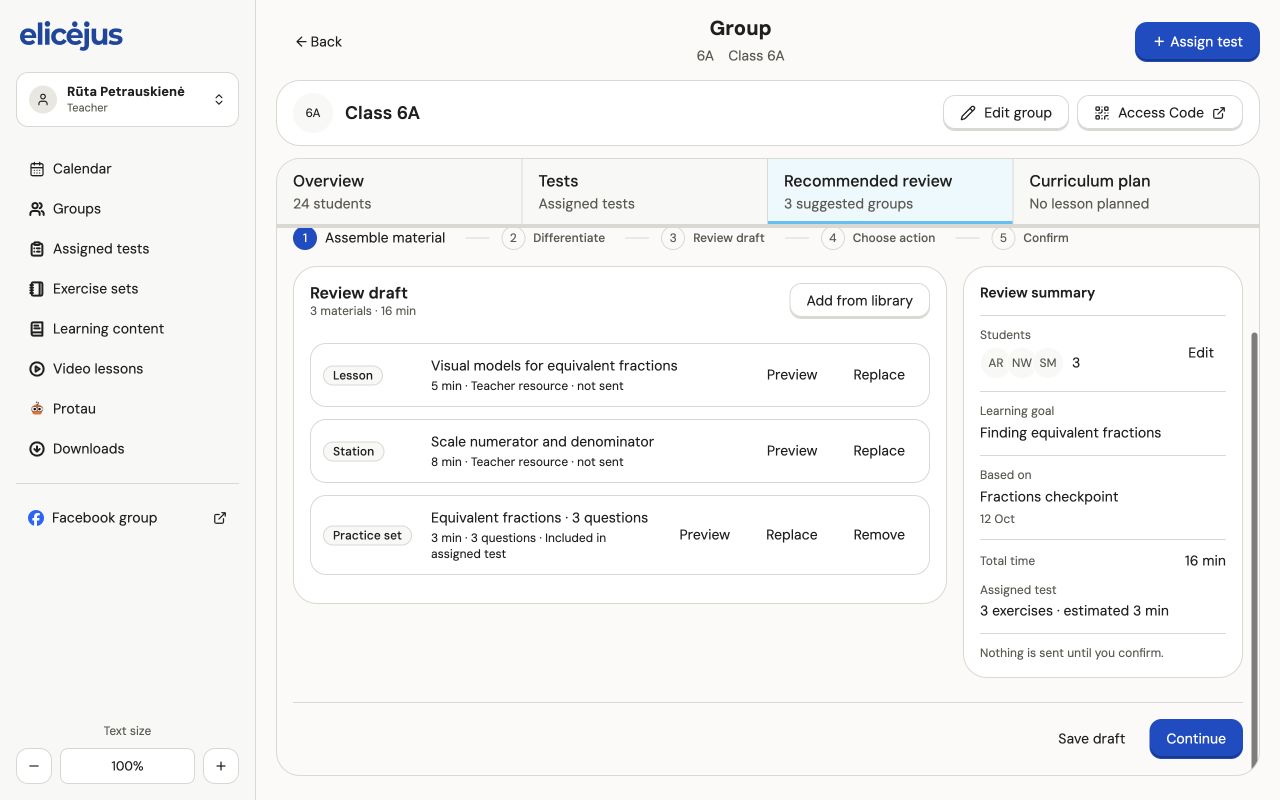 elicėjus
Rūta Petrauskienė
Teacher
Calendar
Groups
Assigned tests
Exercise sets
Learning content
Video lessons
Protau
Downloads
Facebook group
Text size
− 100% +
← Back
Group
6A Class 6A
+ Assign test
6A Class 6A
Edit group
Access Code
Overview
24 students
Tests
Assigned tests
Recommended review
3 suggested groups
Curriculum plan
No lesson planned
1 Assemble material
2 Differentiate
3 Review draft
4 Choose action
5 Confirm
Review draft
3 materials · 16 min
Add from library
Lesson
Visual models for equivalent fractions
5 min · Teacher resource · not sent
Preview Replace
Station
Scale numerator and denominator
8 min · Teacher resource · not sent
Preview Replace
Practice set
Equivalent fractions · 3 questions
3 min · 3 questions · Included in
assigned test
Preview Replace Remove
Review summary
Students
AR NW SM 3
Edit
Learning goal
Finding equivalent fractions
Based on
Fractions checkpoint
12 Oct
Total time 16 min
Assigned test
3 exercises · estimated 3 min
Nothing is sent until you confirm.
Save draft
Continue